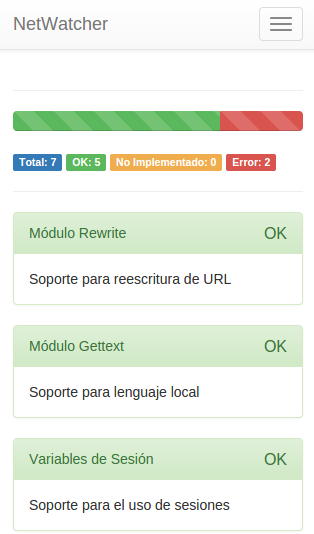 NetWatcher
Total: 7 OK: 5 No Implementado: 0 Error: 2
Módulo Rewrite OK
Soporte para reescritura de URL
Módulo Gettext OK
Soporte para lenguaje local
Variables de Sesión OK
Soporte para el uso de sesiones